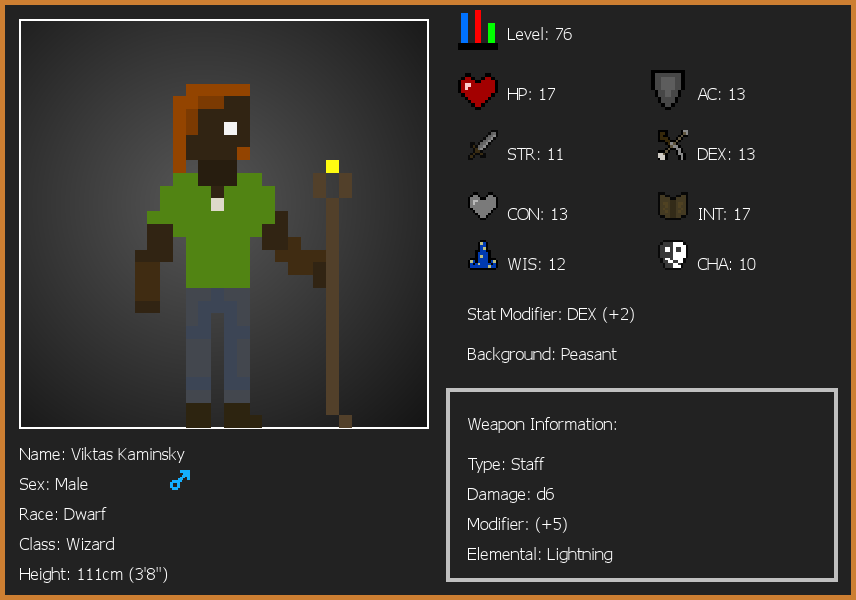 Level: 76
HP: 17
AC: 13
STR: 11
DEX: 13
CON: 13
INT: 17
WIS: 12
CHA: 10
Stat Modifier: DEX (+2)
Background: Peasant
Weapon Information:
Type: Staff
Damage: d6
Modifier: (+5)
Elemental: Lightning
Name: Viktas Kaminsky
Sex: Male
Race: Dwarf
Class: Wizard
Height: 111cm (3'8")